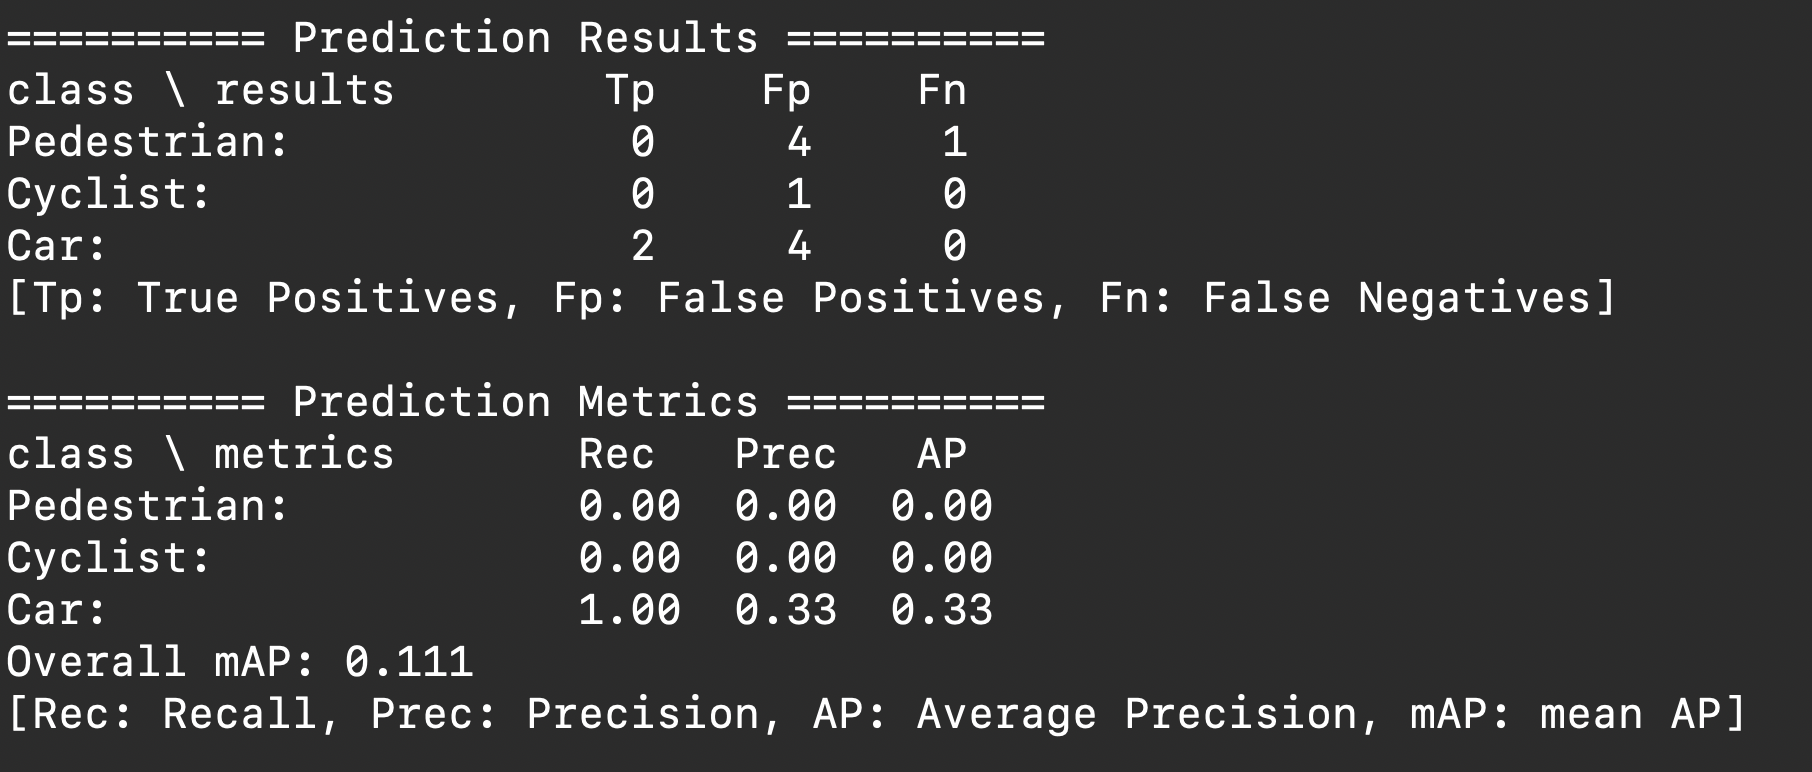 ========== Prediction Results ==========
class \ results        Tp    Fp    Fn
Pedestrian:             0     4     1
Cyclist:                0     1     0
Car:                    2     4     0
[Tp: True Positives, Fp: False Positives, Fn: False Negatives]

========== Prediction Metrics ==========
class \ metrics       Rec   Prec   AP
Pedestrian:           0.00  0.00  0.00
Cyclist:              0.00  0.00  0.00
Car:                  1.00  0.33  0.33
Overall mAP: 0.111
[Rec: Recall, Prec: Precision, AP: Average Precision, mAP: mean AP]